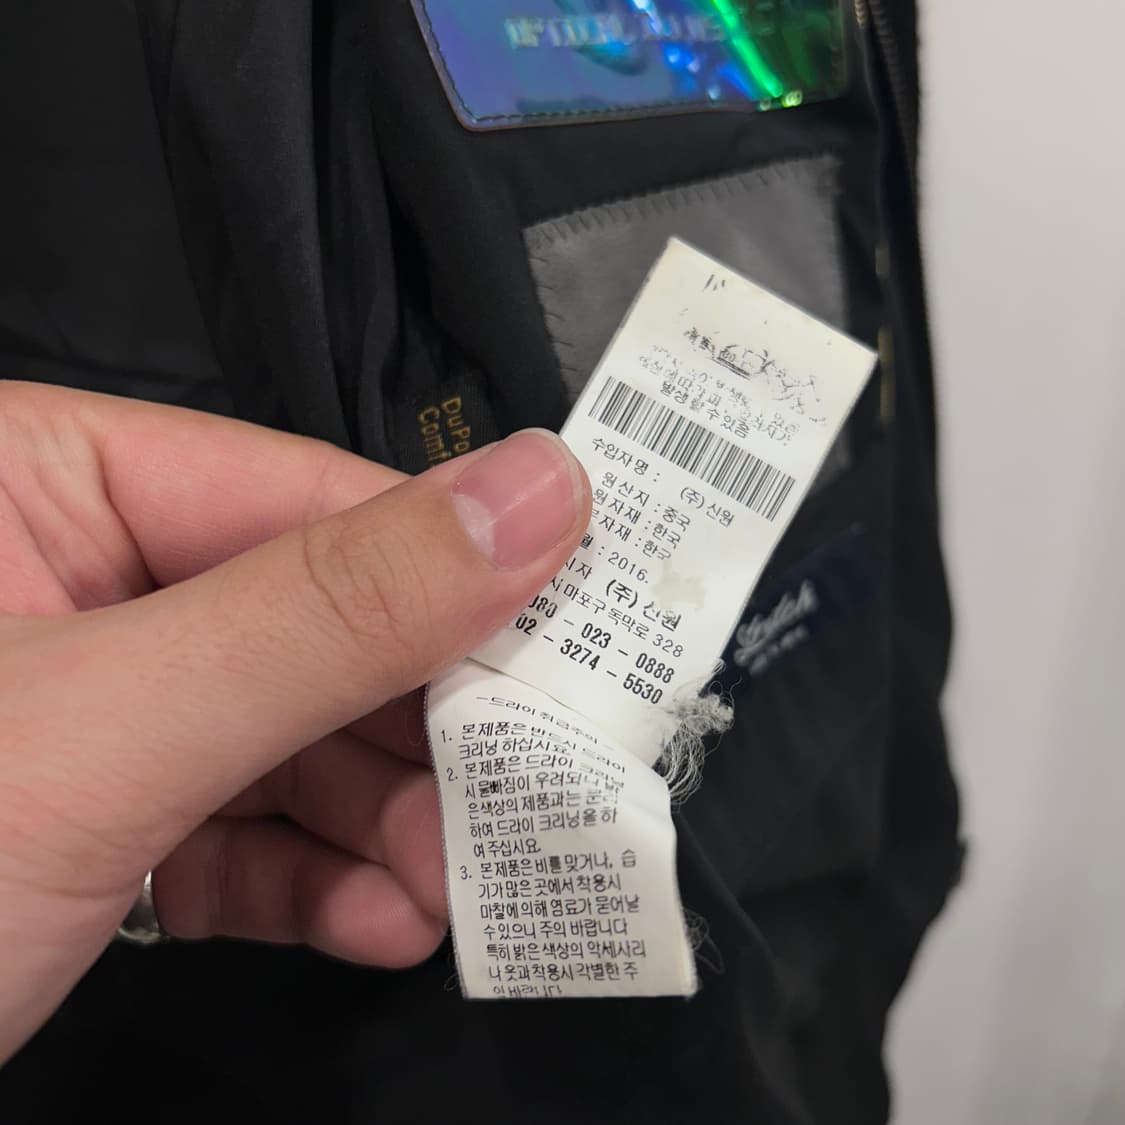 발생할 수 있음
수입자명 : (주)신원
원산지 : 중국
원자재 : 한국
자재 : 한국
월 : 2016.
시자 (주)신원
시 마포구 독막로 328
080 - 023 - 0888
02 - 3274 - 5530
-드라이 취급주의-
1. 본제품은 반드시 드라이
크리닝 하십시요.
2. 본제품은 드라이 크리닝
시 물빠짐이 우려되니 밝
은색상의 제품과는 분리
하여 드라이 크리닝을 하
여 주십시요.
3. 본제품은 비를 맞거나, 습
기가 많은 곳에서 착용시
마찰에 의해 염료가 묻어날
수 있으니 주의 바랍니다
특히 밝은 색상의 악세사리
나 옷과 착용시 각별한 주
의 바랍니다.
DuPo
Comf
Stretch